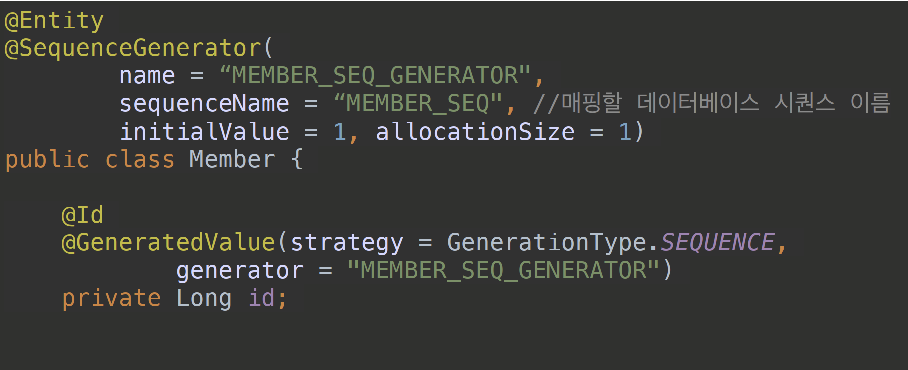 @Entity
@SequenceGenerator(
        name = “MEMBER_SEQ_GENERATOR",
        sequenceName = “MEMBER_SEQ", //매핑할 데이터베이스 시퀀스 이름
        initialValue = 1, allocationSize = 1)
public class Member {

    @Id
    @GeneratedValue(strategy = GenerationType.SEQUENCE,
            generator = "MEMBER_SEQ_GENERATOR")
    private Long id;